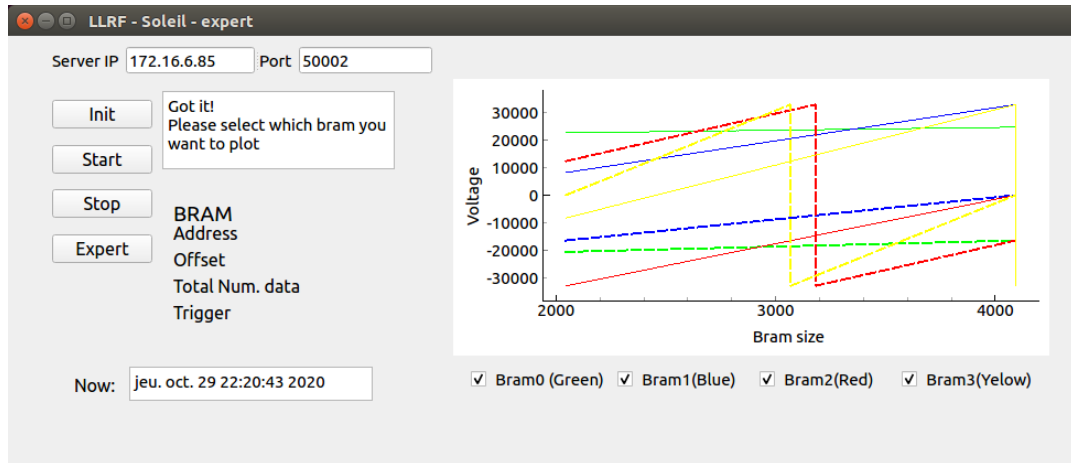 LLRF - Soleil - expert
Server IP 172.16.6.85 Port 50002
Init
Got it!
Please select which bram you
want to plot
Start
Stop
Expert
BRAM
Address
Offset
Total Num. data
Trigger
Now: jeu. oct. 29 22:20:43 2020
Voltage
30000
20000
10000
0
-10000
-20000
-30000
2000 3000 4000
Bram size
Bram0 (Green) Bram1(Blue) Bram2(Red) Bram3(Yelow)